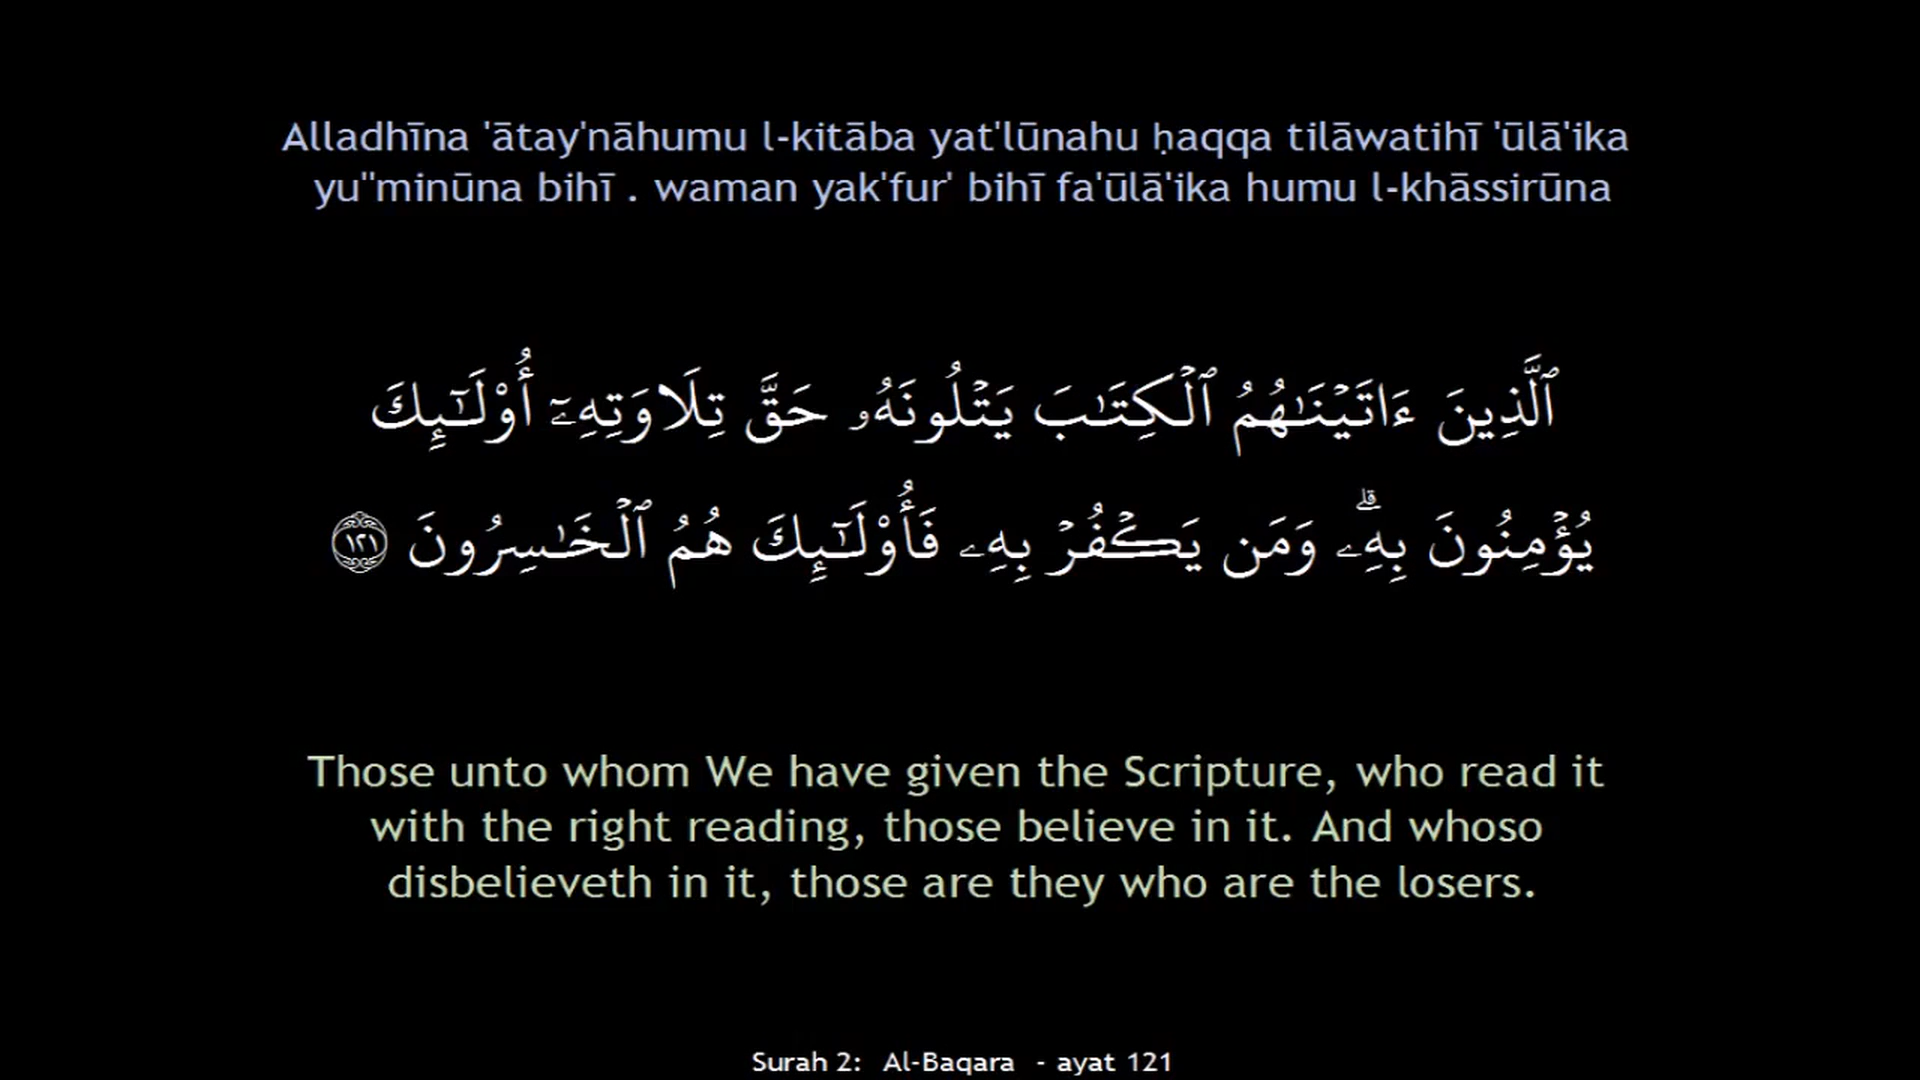 Alladhīna 'ātay'nāhumu l-kitāba yat'lūnahu ḥaqqa tilāwatihī 'ūlā'ika
yu"minūna bihī . waman yak'fur' bihī fa'ūlā'ika humu l-khāssirūna
ٱلَّذِينَ ءَاتَيْنَٰهُمُ ٱلْكِتَٰبَ يَتْلُونَهُۥ حَقَّ تِلَاوَتِهِۦٓ أُو۟لَٰٓئِكَ
يُؤْمِنُونَ بِهِۦ ۗ وَمَن يَكْفُرْ بِهِۦ فَأُو۟لَٰٓئِكَ هُمُ ٱلْخَٰسِرُونَ ١٢١
Those unto whom We have given the Scripture, who read it
with the right reading, those believe in it. And whoso
disbelieveth in it, those are they who are the losers.
Surah 2: Al-Baqara - ayat 121